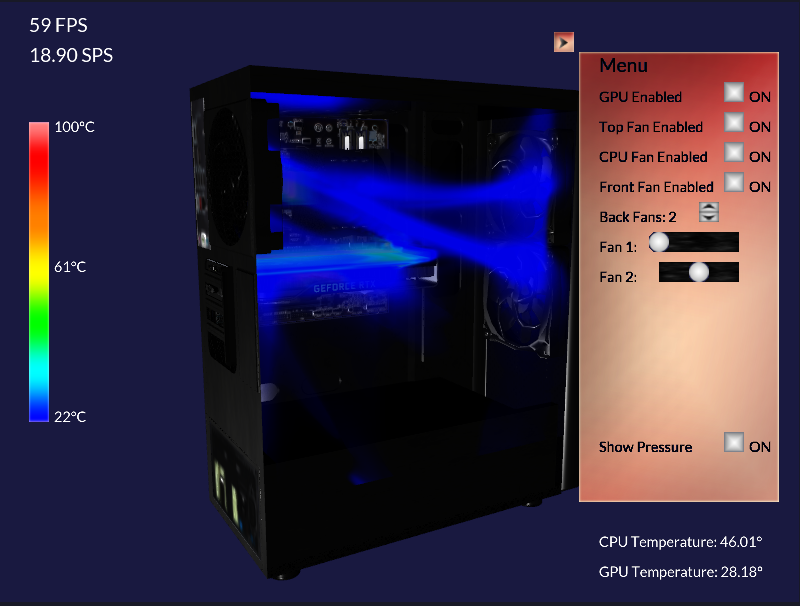 59 FPS
18.90 SPS
100°C
61°C
22°C
GEFORCE RTX
Menu
GPU Enabled ON
Top Fan Enabled ON
CPU Fan Enabled ON
Front Fan Enabled ON
Back Fans: 2
Fan 1:
Fan 2:
Show Pressure ON
CPU Temperature: 46.01°
GPU Temperature: 28.18°